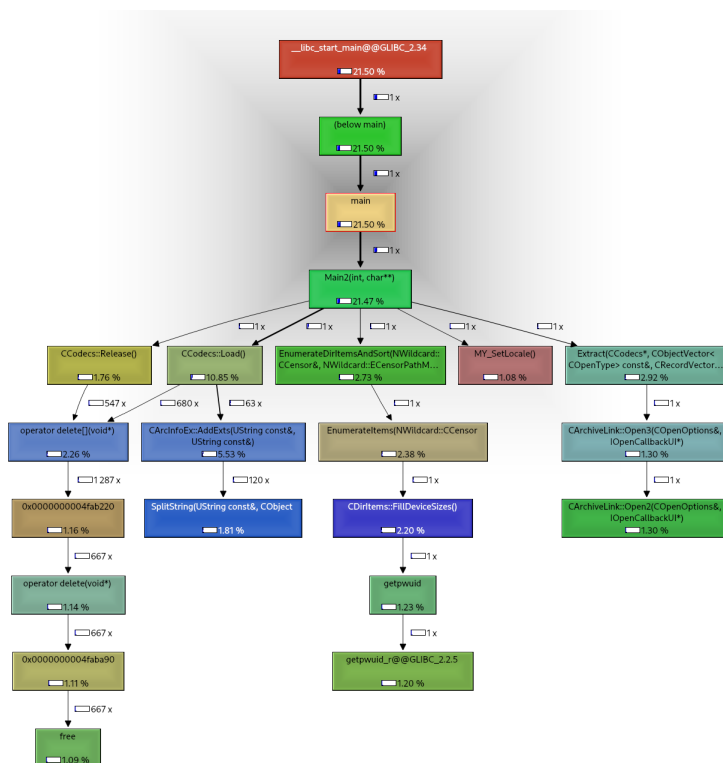 __libc_start_main@@GLIBC_2.34
21.50 %
1 x
(below main)
21.50 %
1 x
main
21.50 %
1 x
Main2(int, char**)
21.47 %
1 x
1 x
1 x
1 x
1 x
CCodecs::Release()
1.76 %
CCodecs::Load()
10.85 %
EnumerateDirItemsAndSort(NWildcard::
CCensor&, NWildcard::ECensorPathM...
2.73 %
MY_SetLocale()
1.08 %
Extract(CCodecs*, CObjectVector<
COpenType> const&, CRecordVector...
2.92 %
547 x
680 x
63 x
1 x
1 x
operator delete[](void*)
2.26 %
CArcInfoEx::AddExts(UString const&,
UString const&)
5.53 %
EnumerateItems(NWildcard::CCensor
2.38 %
CArchiveLink::Open3(COpenOptions&,
IOpenCallbackUI*)
1.30 %
1 287 x
120 x
1 x
1 x
0x0000000004fab220
1.16 %
SplitString(UString const&, CObject
1.81 %
CDirItems::FillDeviceSizes()
2.20 %
CArchiveLink::Open2(COpenOptions&,
IOpenCallbackUI*)
1.30 %
667 x
1 x
operator delete(void*)
1.14 %
getpwuid
1.23 %
667 x
1 x
0x0000000004faba90
1.11 %
getpwuid_r@@GLIBC_2.2.5
1.20 %
667 x
free
1.09 %